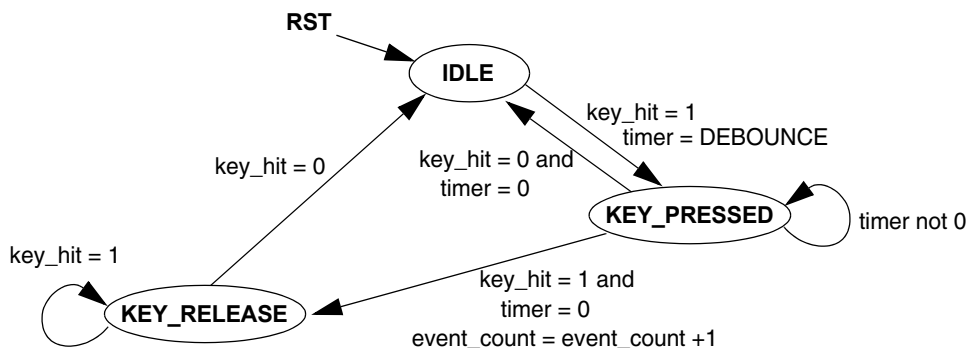 RST
IDLE
key_hit = 1
timer = DEBOUNCE
key_hit = 0 and
timer = 0
key_hit = 0
KEY_PRESSED
timer not 0
key_hit = 1
KEY_RELEASE
key_hit = 1 and
timer = 0
event_count = event_count +1